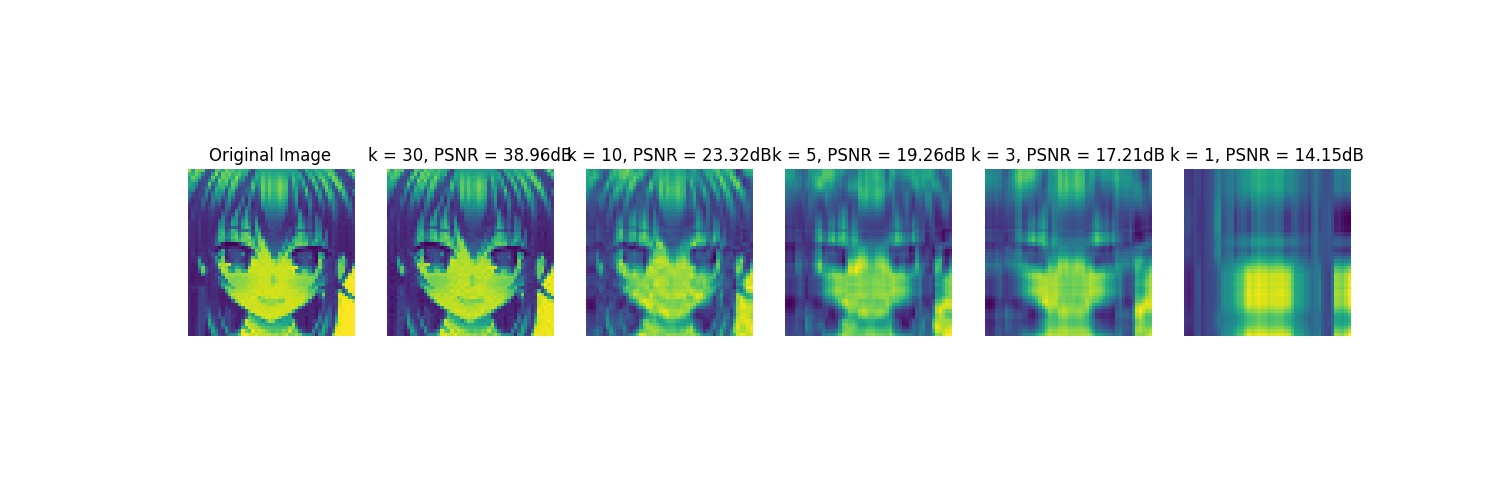 Original Image
k = 30, PSNR = 38.96dB
k = 10, PSNR = 23.32dB
k = 5, PSNR = 19.26dB
k = 3, PSNR = 17.21dB
k = 1, PSNR = 14.15dB